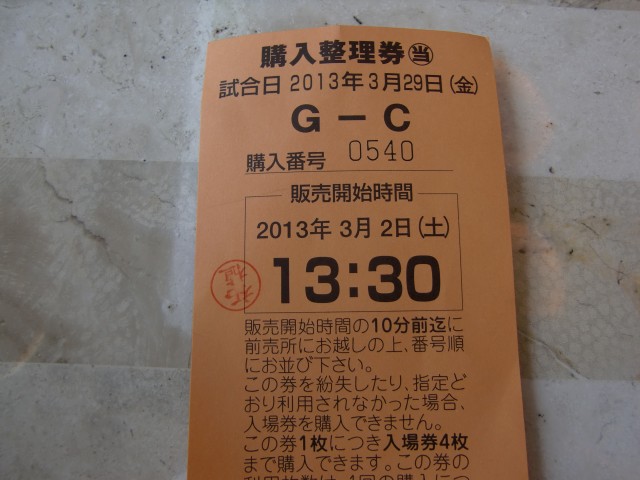 購入整理券㊟
試合日 2013年3月29日(金)
G－C
購入番号 0540
販売開始時間
2013年 3月 2日(土)
13:30
販売開始時間の10分前迄に
前売所にお越しの上、番号順
にお並び下さい。
この券を紛失したり、指定ど
おり利用されなかった場合、
入場券を購入できません。
この券1枚につき入場券4枚
まで購入できます。この券の